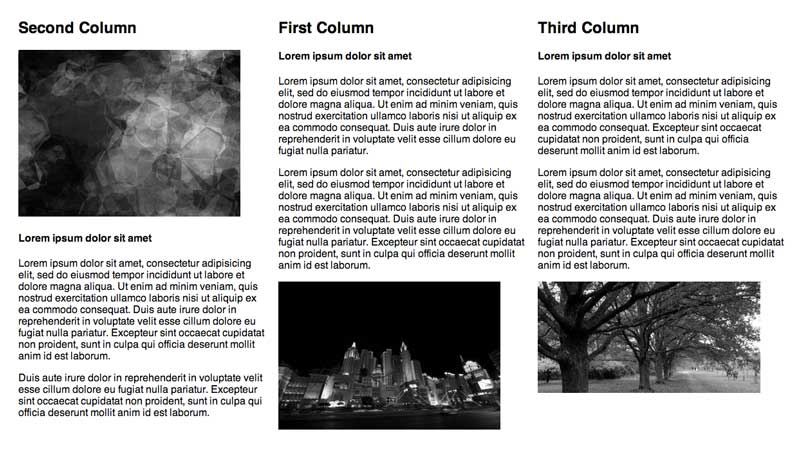 Second Column
Lorem ipsum dolor sit amet
Lorem ipsum dolor sit amet, consectetur adipisicing
elit, sed do eiusmod tempor incididunt ut labore et
dolore magna aliqua. Ut enim ad minim veniam, quis
nostrud exercitation ullamco laboris nisi ut aliquip ex
ea commodo consequat. Duis aute irure dolor in
reprehenderit in voluptate velit esse cillum dolore eu
fugiat nulla pariatur. Excepteur sint occaecat cupidatat
non proident, sunt in culpa qui officia deserunt mollit
anim id est laborum.
Duis aute irure dolor in reprehenderit in voluptate velit
esse cillum dolore eu fugiat nulla pariatur. Excepteur
sint occaecat cupidatat non proident, sunt in culpa qui
officia deserunt mollit anim id est laborum.
First Column
Lorem ipsum dolor sit amet
Lorem ipsum dolor sit amet, consectetur adipisicing
elit, sed do eiusmod tempor incididunt ut labore et
dolore magna aliqua. Ut enim ad minim veniam, quis
nostrud exercitation ullamco laboris nisi ut aliquip ex
ea commodo consequat. Duis aute irure dolor in
reprehenderit in voluptate velit esse cillum dolore eu
fugiat nulla pariatur.
Lorem ipsum dolor sit amet, consectetur adipisicing
elit, sed do eiusmod tempor incididunt ut labore et
dolore magna aliqua. Ut enim ad minim veniam, quis
nostrud exercitation ullamco laboris nisi ut aliquip ex
ea commodo consequat. Duis aute irure dolor in
reprehenderit in voluptate velit esse cillum dolore eu
fugiat nulla pariatur. Excepteur sint occaecat cupidatat
non proident, sunt in culpa qui officia deserunt mollit
anim id est laborum.
Third Column
Lorem ipsum dolor sit amet
Lorem ipsum dolor sit amet, consectetur adipisicing
elit, sed do eiusmod tempor incididunt ut labore et
dolore magna aliqua. Ut enim ad minim veniam, quis
nostrud exercitation ullamco laboris nisi ut aliquip ex
ea commodo consequat. Excepteur sint occaecat
cupidatat non proident, sunt in culpa qui officia
deserunt mollit anim id est laborum.
Lorem ipsum dolor sit amet, consectetur adipisicing
elit, sed do eiusmod tempor incididunt ut labore et
dolore magna aliqua. Ut enim ad minim veniam, quis
nostrud exercitation ullamco laboris nisi ut aliquip ex
ea commodo consequat. Duis aute irure dolor in
reprehenderit in voluptate velit esse cillum dolore eu
fugiat nulla pariatur. Excepteur sint occaecat cupidatat
non proident, sunt in culpa qui officia deserunt mollit
anim id est laborum.